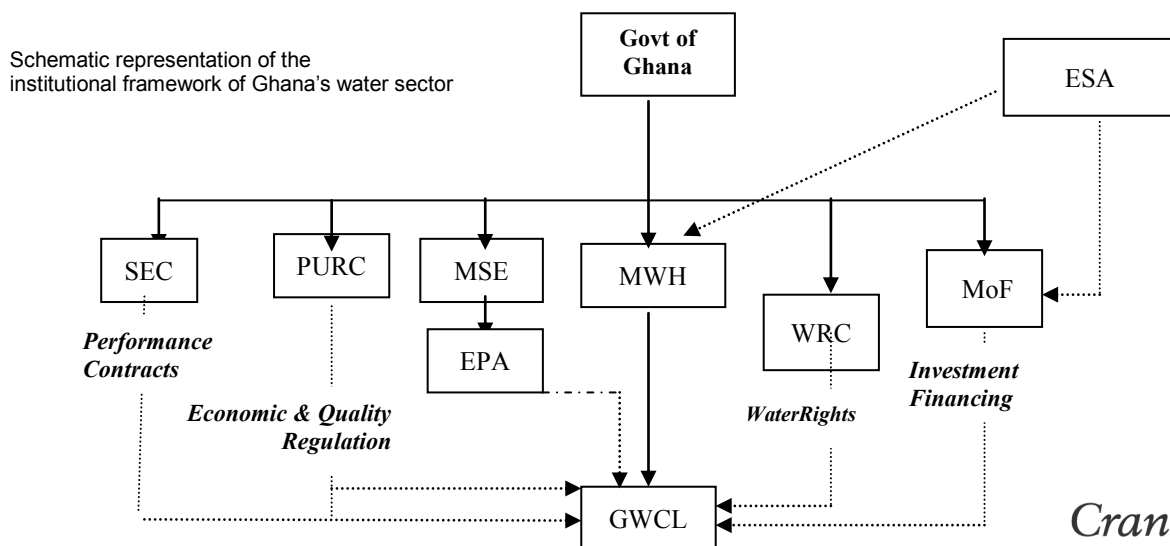 Schematic representation of the
institutional framework of Ghana's water sector
Govt of
Ghana
ESA
SEC
PURC
MSE
MWH
WRC
MoF
EPA
Performance
Contracts
Economic & Quality
Regulation
WaterRights
Investment
Financing
GWCL
Cran